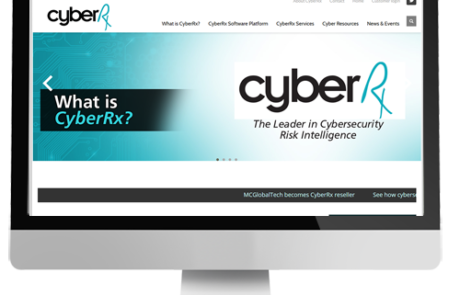 cyberRx
About CyberRx Contact Home Customer login
What is CyberRx? CyberRx Software Platform CyberRx Services Cyber Resources News & Events
What is
CyberRx?
cyberRx
The Leader in Cybersecurity
Risk Intelligence
MCGlobalTech becomes CyberRx reseller See how cyberse